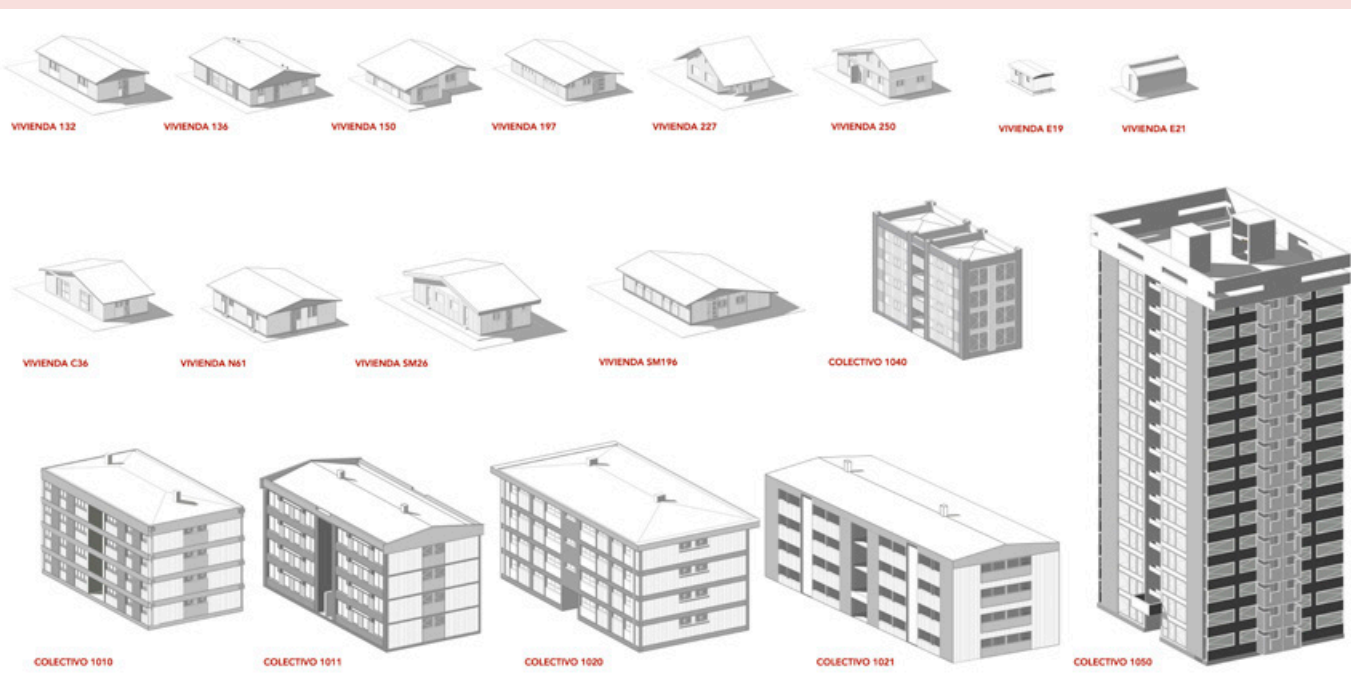 VIVIENDA 132
VIVIENDA 136
VIVIENDA 150
VIVIENDA 197
VIVIENDA 227
VIVIENDA 250
VIVIENDA E19
VIVIENDA E21
VIVIENDA C36
VIVIENDA N61
VIVIENDA SM26
VIVIENDA SM196
COLECTIVO 1040
COLECTIVO 1010
COLECTIVO 1011
COLECTIVO 1020
COLECTIVO 1021
COLECTIVO 1050